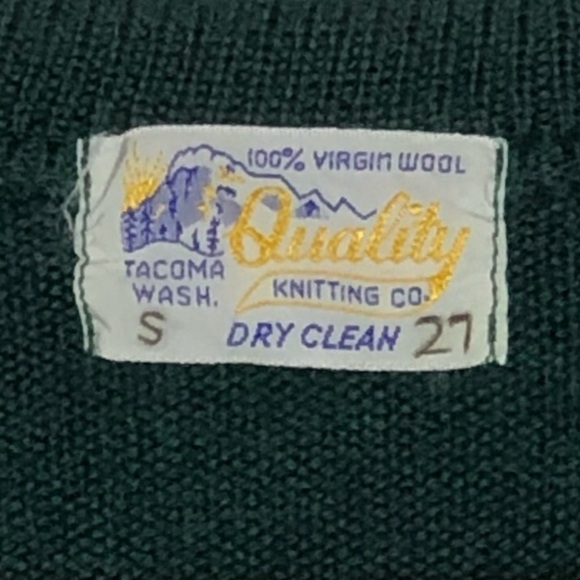 100% VIRGIN WOOL
Quality
TACOMA
WASH.
KNITTING CO.
S
DRY CLEAN
27